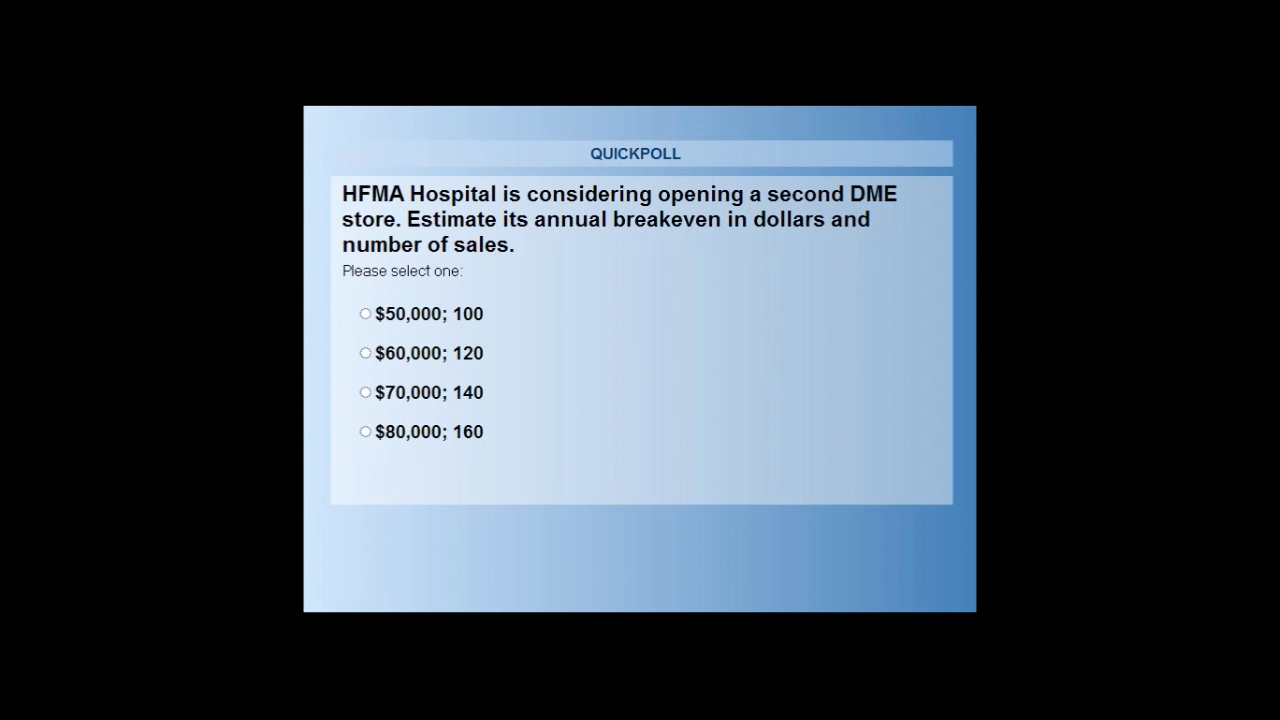 QUICKPOLL
HFMA Hospital is considering opening a second DME
store. Estimate its annual breakeven in dollars and
number of sales.
Please select one:
$50,000; 100
$60,000; 120
$70,000; 140
$80,000; 160